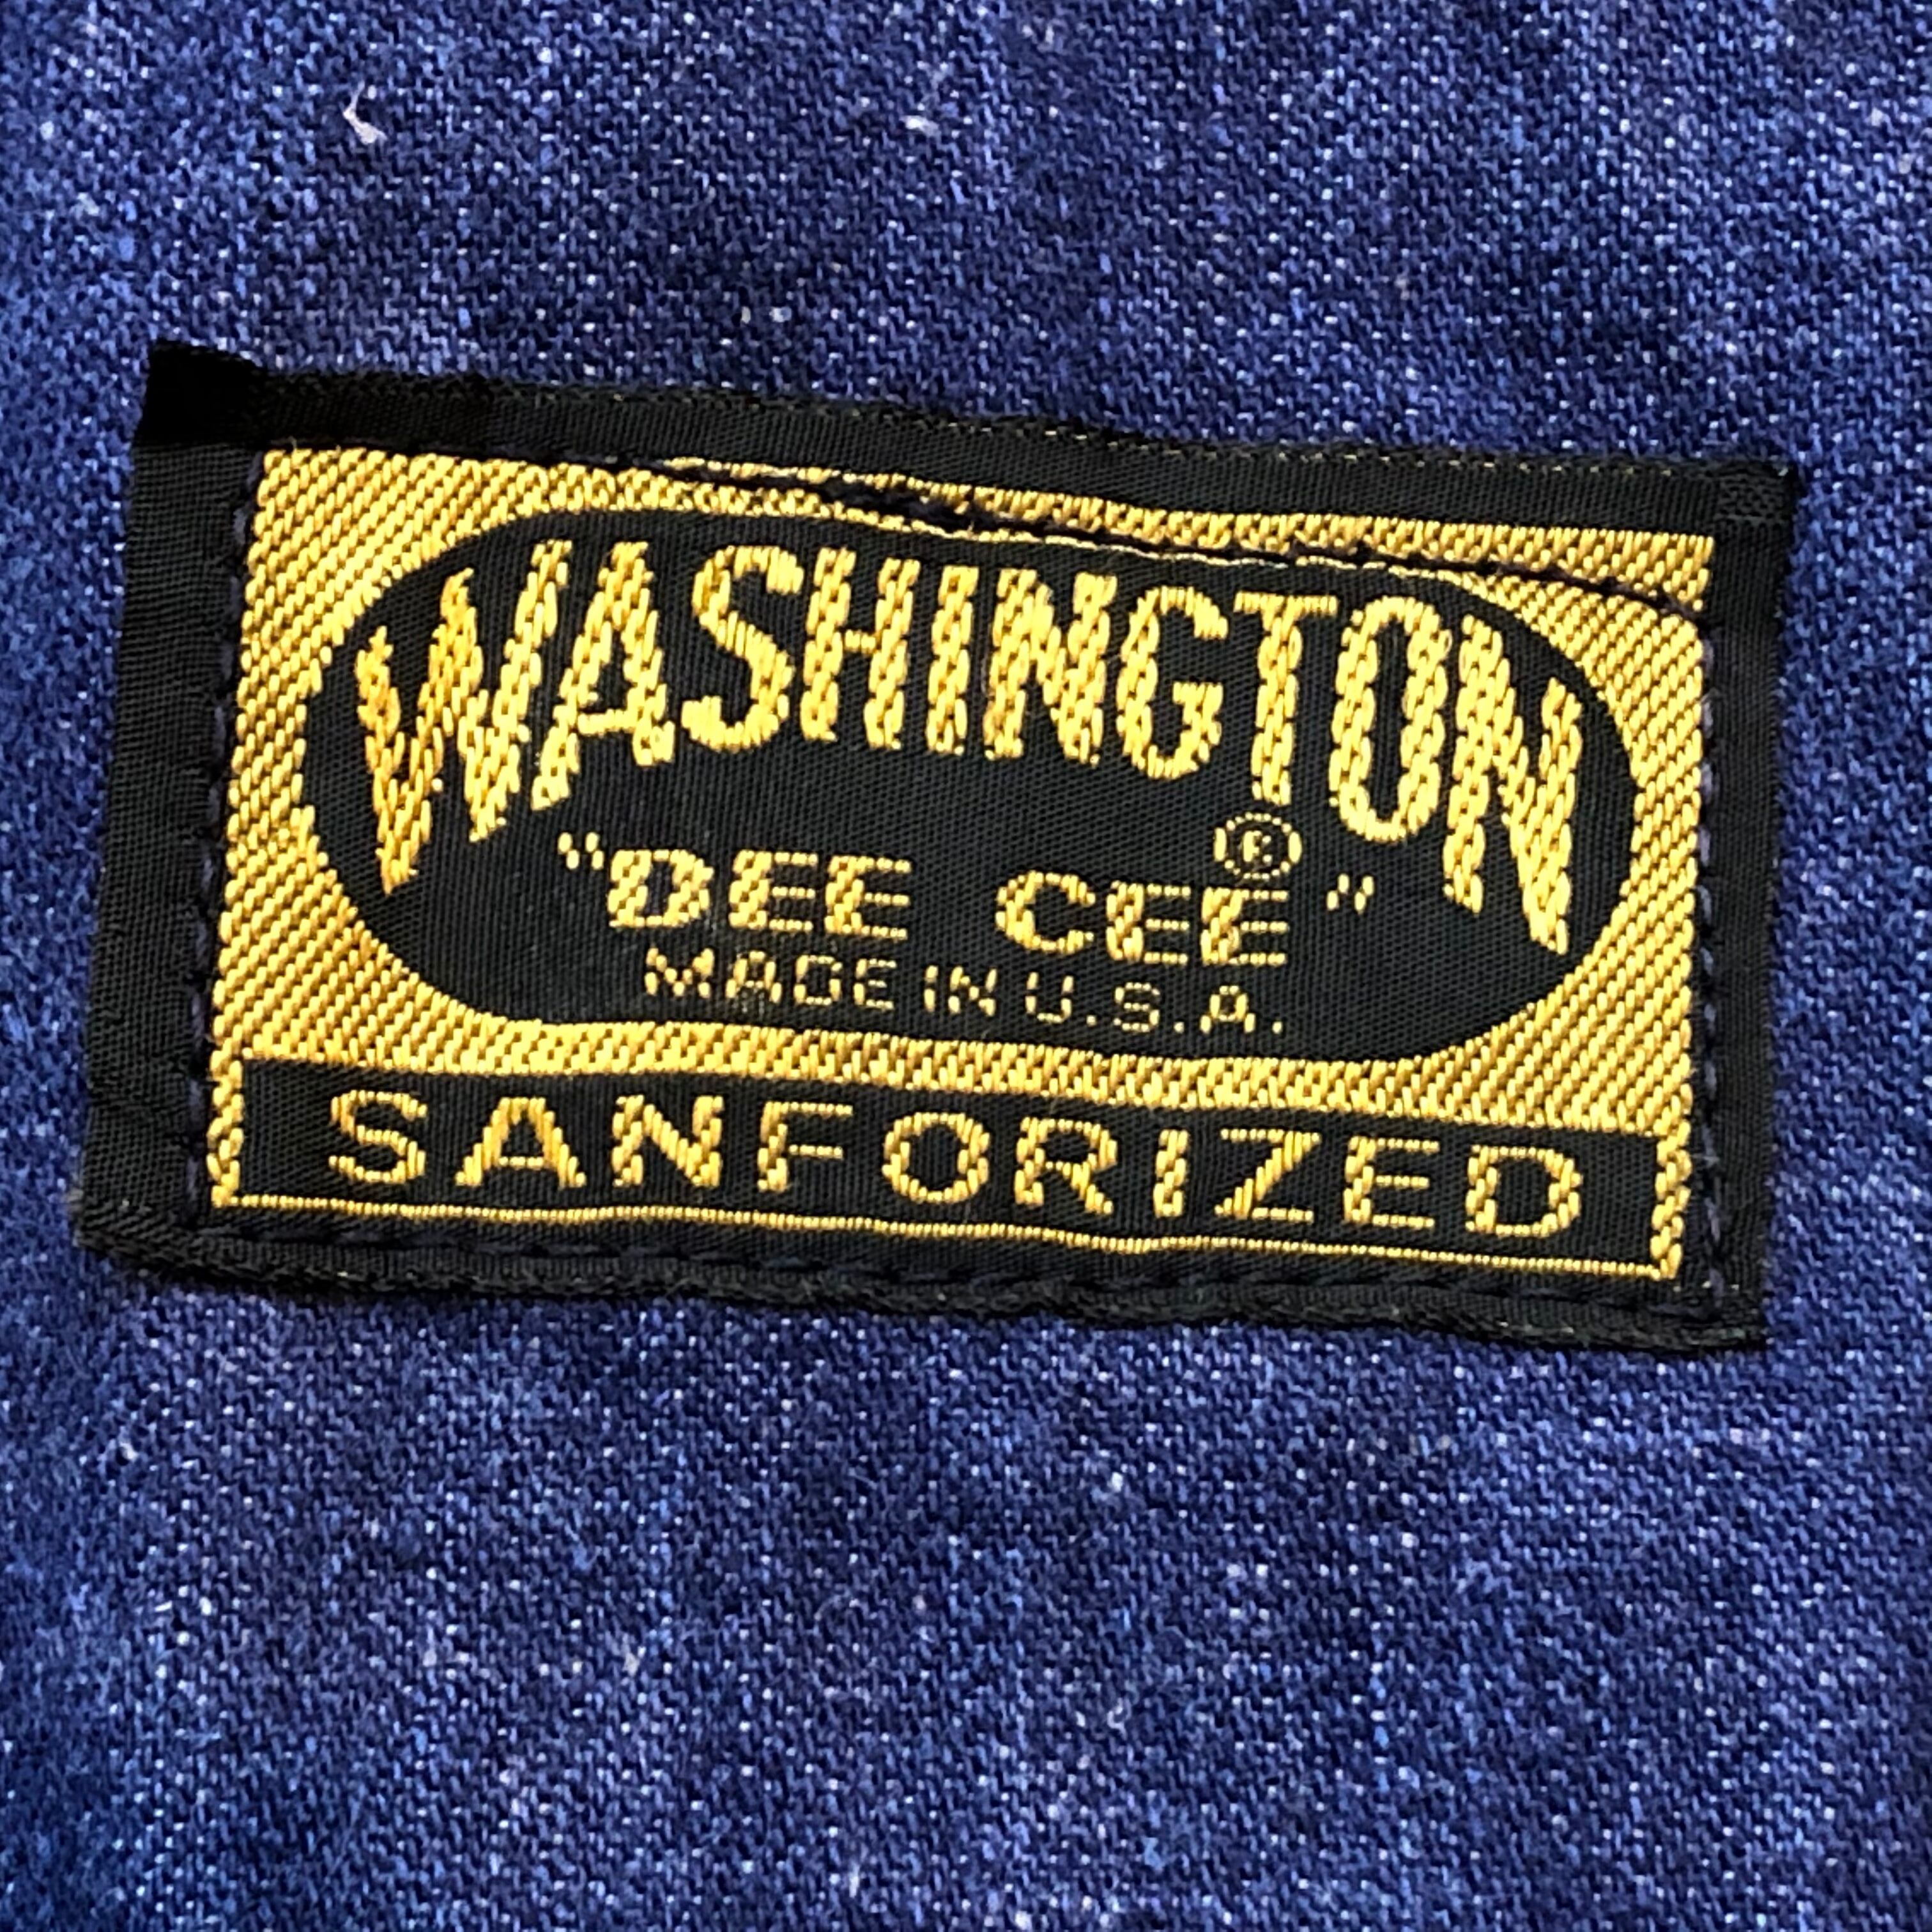 WASHINGTON
"DEE CEE"®
MADE IN U.S.A.
SANFORIZED